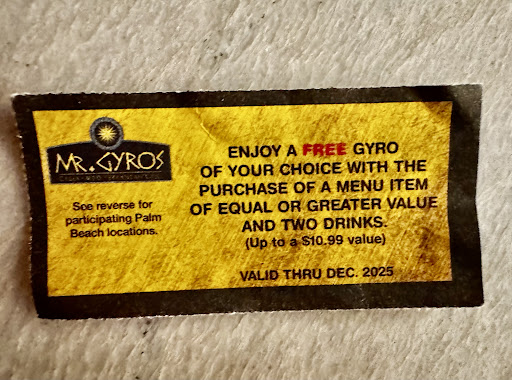 MR. GYROS
See reverse for
participating Palm
Beach locations.
ENJOY A FREE GYRO
OF YOUR CHOICE WITH THE
PURCHASE OF A MENU ITEM
OF EQUAL OR GREATER VALUE
AND TWO DRINKS.
(Up to a $10.99 value)
VALID THRU DEC. 2025